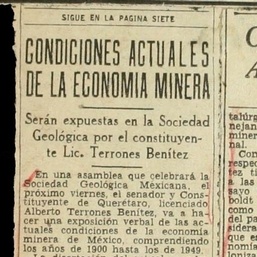 SIGUE EN LA PAGINA SIETE
CONDICIONES ACTUALES
DE LA ECONOMIA MINERA
Serán expuestas en la Sociedad
Geológica por el constituyen-
te Lic. Terrones Benítez
En una asamblea que celebrará la
Sociedad Geológica Mexicana, el
próximo viernes, el senador y Cons-
tituyente de Querétaro, licenciado
Alberto Terrones Benítez, va a ha-
cer una exposición verbal de las ac-
tuales condiciones de la economía
minera de México, comprendiendo
los años de 1900 hasta los de 1949.